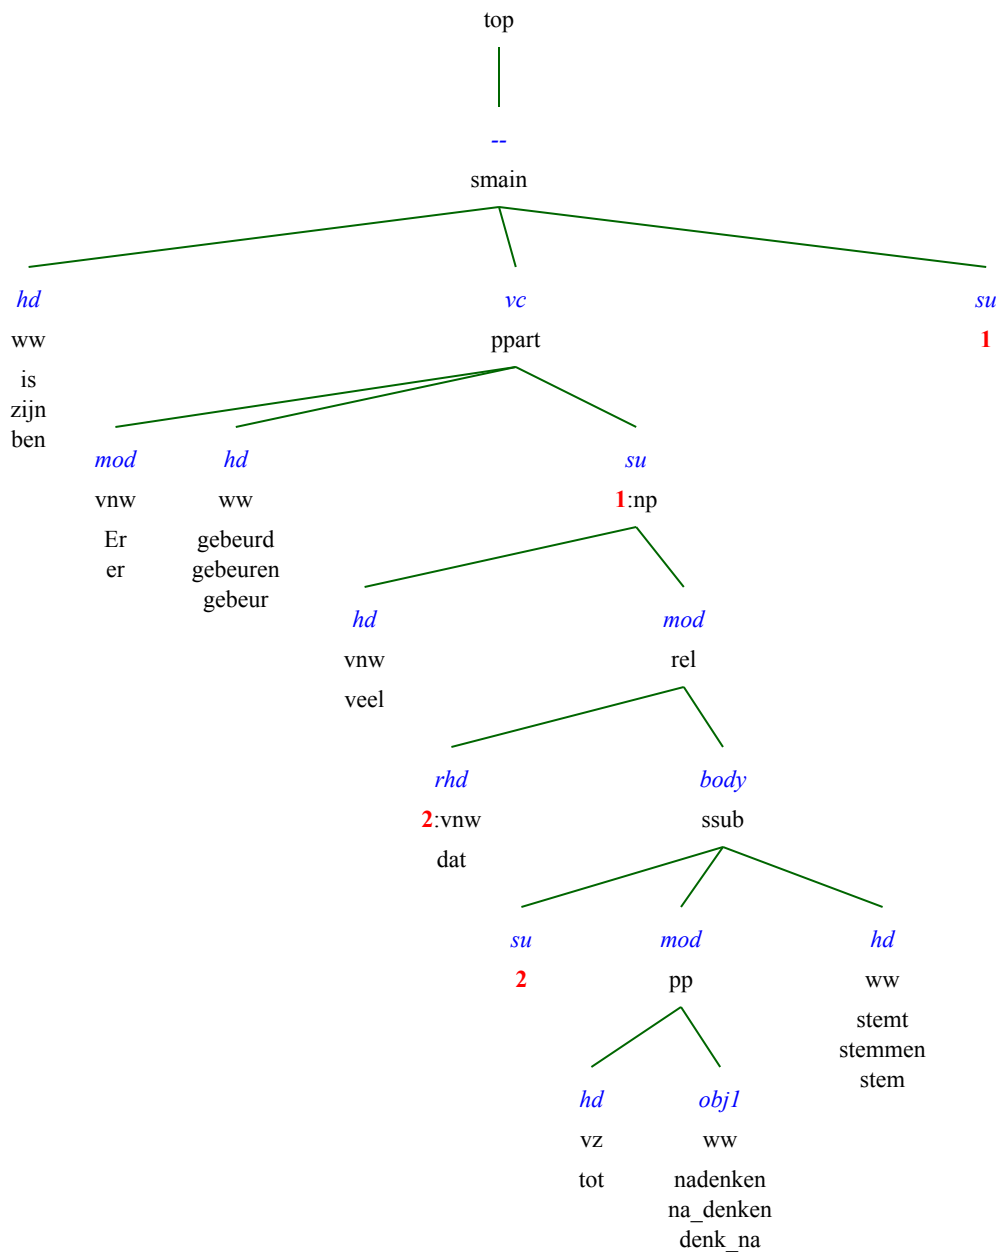 top
--
smain
hd vc su
ww ppart 1
is
zijn
ben
mod hd su
vnw ww 1:np
Er gebeurd
er gebeuren
gebeur
hd mod
vnw rel
veel
rhd body
2:vnw ssub
dat
su mod hd
2 pp ww
stemt
stemmen
stem
hd obj1
vz ww
tot nadenken
na_denken
denk_na